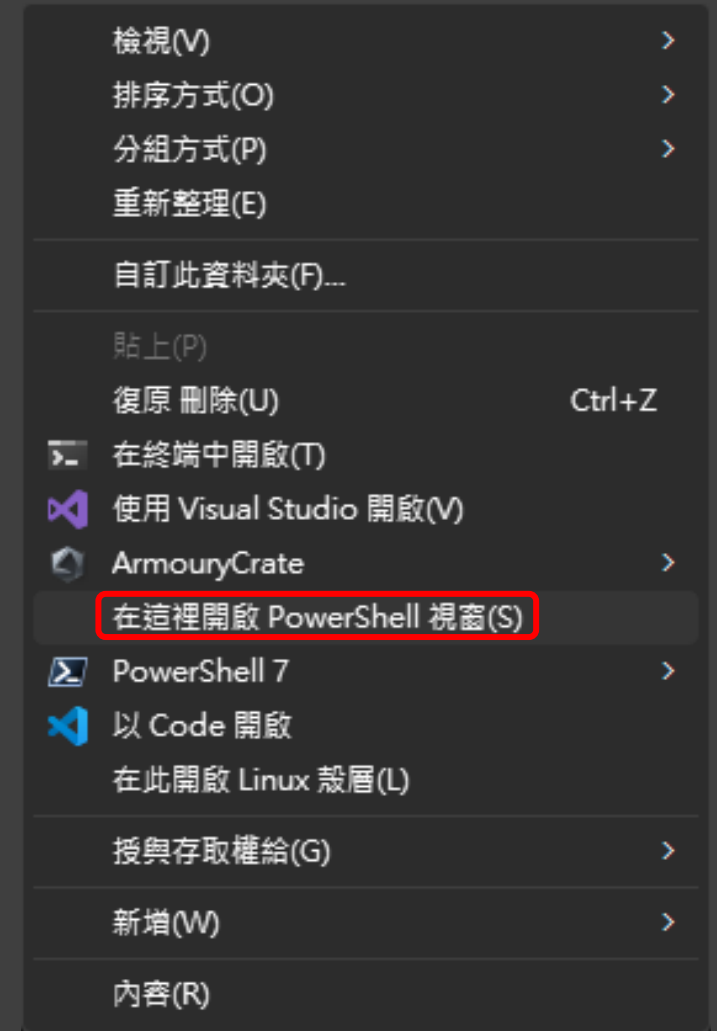 檢視(V)
排序方式(O)
分組方式(P)
重新整理(E)
自訂此資料夾(F)...
貼上(P)
復原 刪除(U) Ctrl+Z
在終端中開啟(T)
使用 Visual Studio 開啟(V)
ArmouryCrate
在這裡開啟 PowerShell 視窗(S)
PowerShell 7
以 Code 開啟
在此開啟 Linux 殼層(L)
授與存取權給(G)
新增(W)
內容(R)